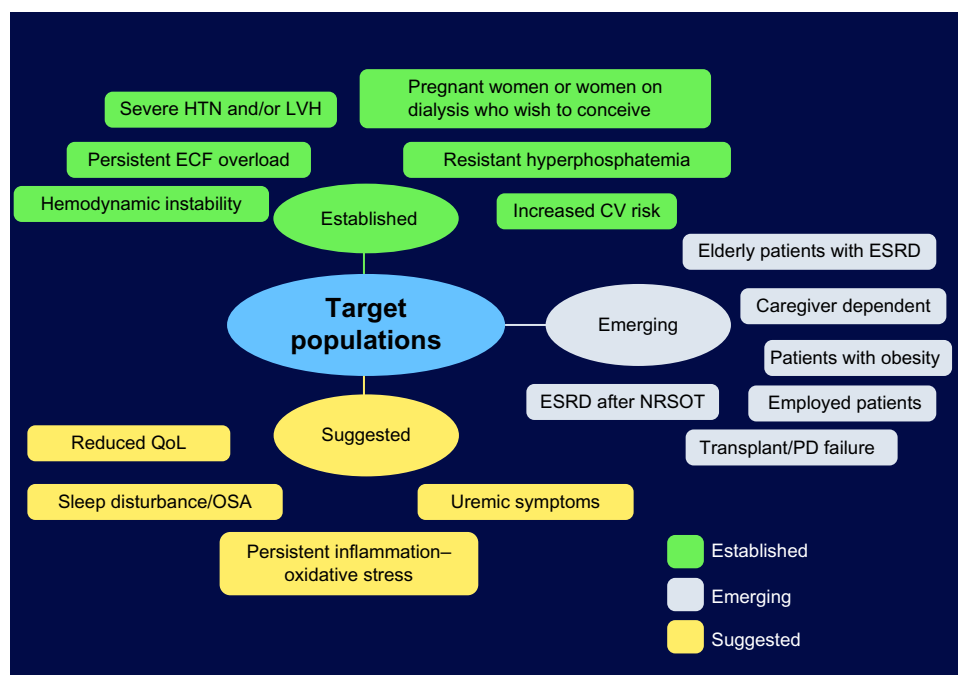 Pregnant women or women on
dialysis who wish to conceive
Severe HTN and/or LVH
Persistent ECF overload
Resistant hyperphosphatemia
Hemodynamic instability
Established
Increased CV risk
Elderly patients with ESRD
Target
populations
Emerging
Caregiver dependent
Patients with obesity
ESRD after NRSOT
Employed patients
Transplant/PD failure
Suggested
Reduced QoL
Sleep disturbance/OSA
Uremic symptoms
Persistent inflammation–
oxidative stress
Established
Emerging
Suggested